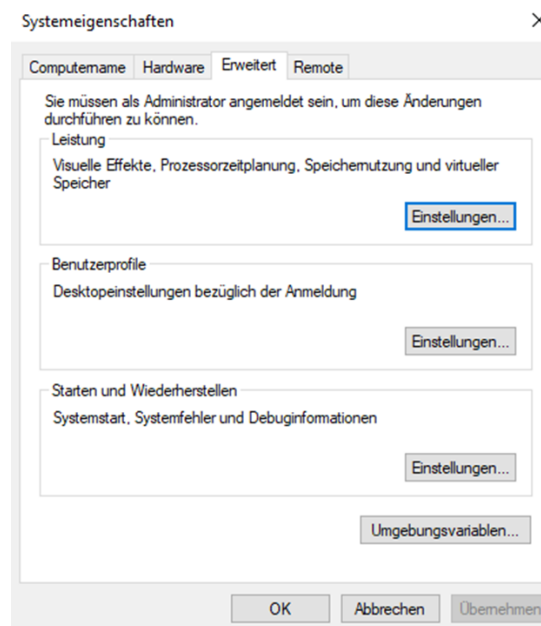 Systemeigenschaften
Computername Hardware Erweitert Remote
Sie müssen als Administrator angemeldet sein, um diese Änderungen
durchführen zu können.
Leistung
Visuelle Effekte, Prozessorzeitplanung, Speichernutzung und virtueller
Speicher
Einstellungen...
Benutzerprofile
Desktopeinstellungen bezüglich der Anmeldung
Einstellungen...
Starten und Wiederherstellen
Systemstart, Systemfehler und Debuginformationen
Einstellungen...
Umgebungsvariablen...
OK Abbrechen Übernehmen